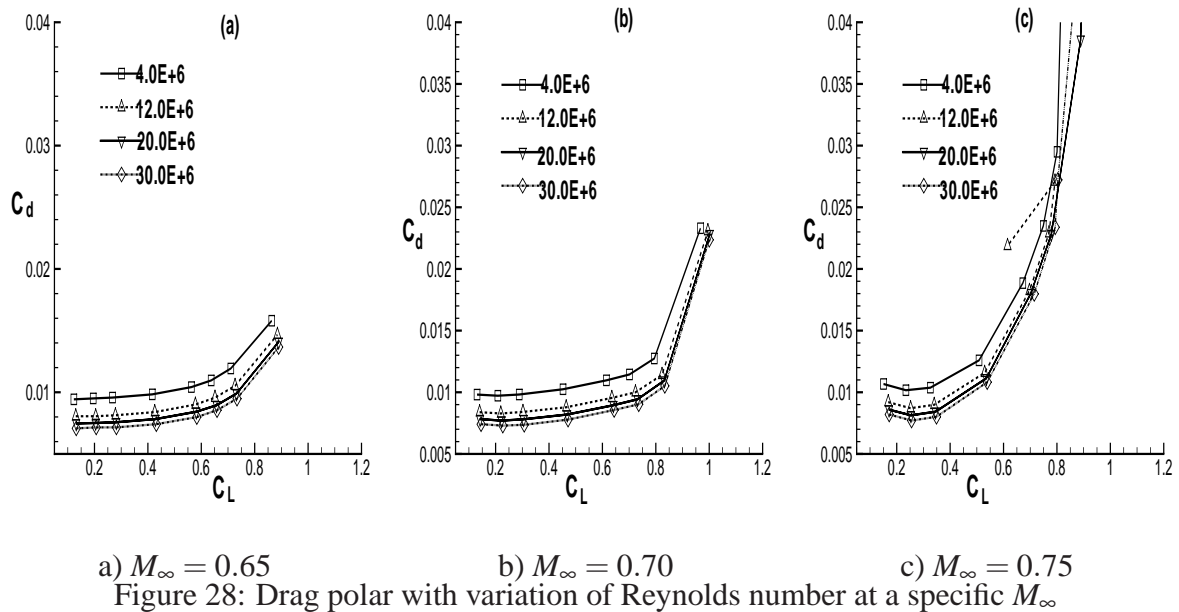 (a)
0.04
0.03
0.02
0.01
C_d
4.0E+6
12.0E+6
20.0E+6
30.0E+6
0.2 0.4 0.6 0.8 1 1.2
C_L
(b)
0.04
0.035
0.03
0.025
0.02
0.015
0.01
0.005
C_d
4.0E+6
12.0E+6
20.0E+6
30.0E+6
0.2 0.4 0.6 0.8 1 1.2
C_L
(c)
0.04
0.035
0.03
0.025
0.02
0.015
0.01
0.005
C_d
4.0E+6
12.0E+6
20.0E+6
30.0E+6
0.2 0.4 0.6 0.8 1 1.2
C_L
a) M∞ = 0.65 b) M∞ = 0.70 c) M∞ = 0.75
Figure 28: Drag polar with variation of Reynolds number at a specific M∞